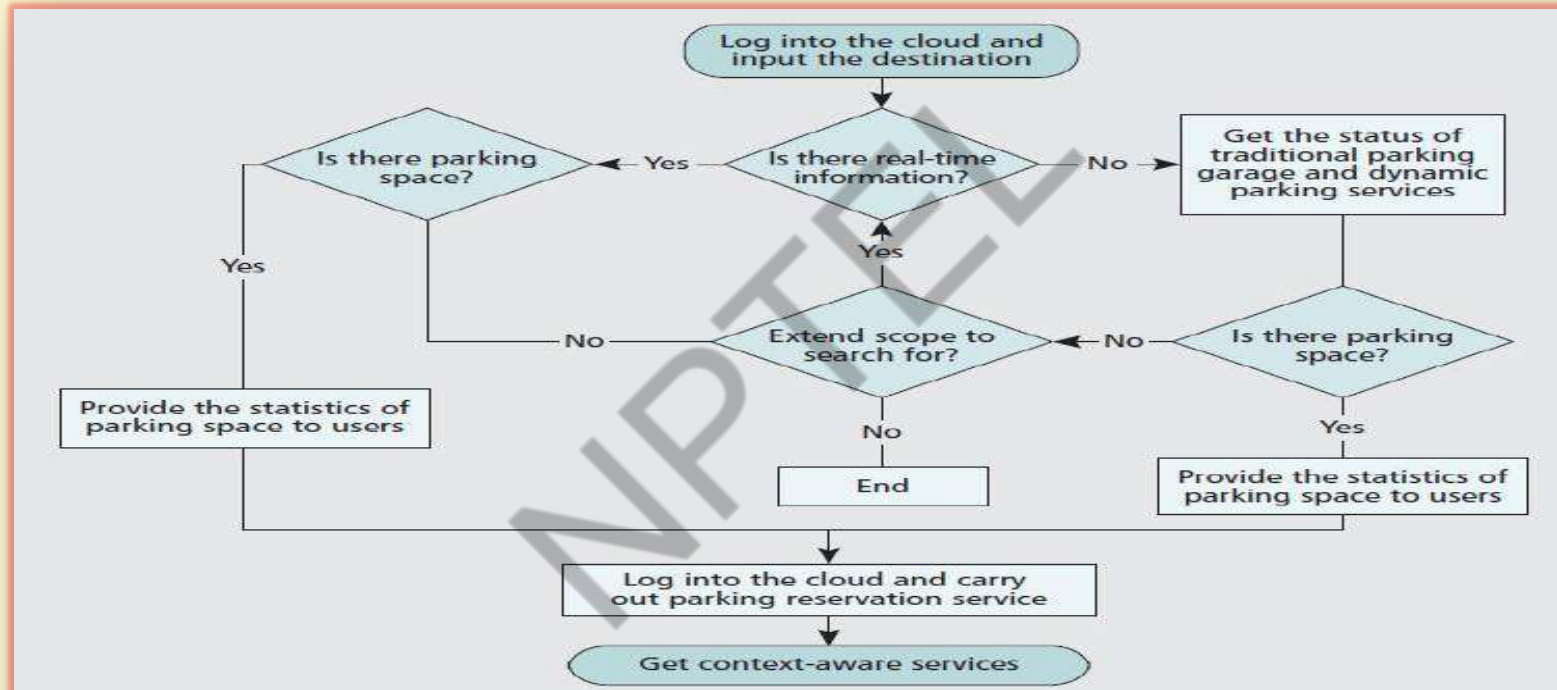 Log into the cloud and
input the destination
Is there parking
space?
Yes
Is there real-time
information?
No
Get the status of
traditional parking
garage and dynamic
parking services
Yes
Yes
No
Extend scope to
search for?
No
Is there parking
space?
Provide the statistics of
parking space to users
No
Yes
End
Provide the statistics of
parking space to users
Log into the cloud and carry
out parking reservation service
Get context-aware services
NPTEL